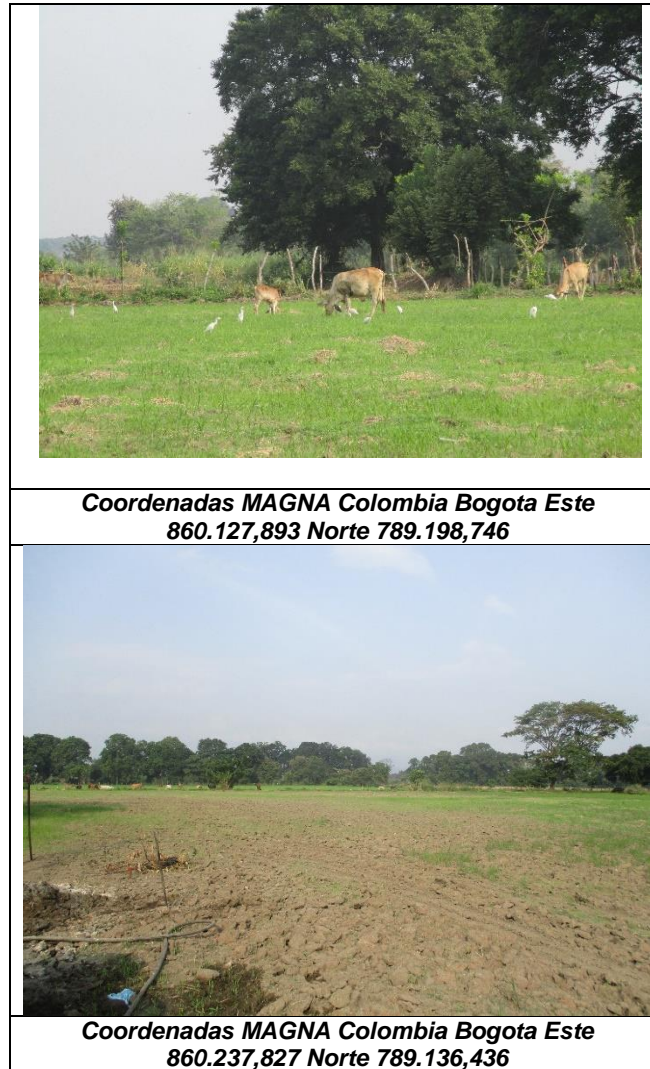 Coordenadas MAGNA Colombia Bogota Este
860.127,893 Norte 789.198,746
Coordenadas MAGNA Colombia Bogota Este
860.237,827 Norte 789.136,436